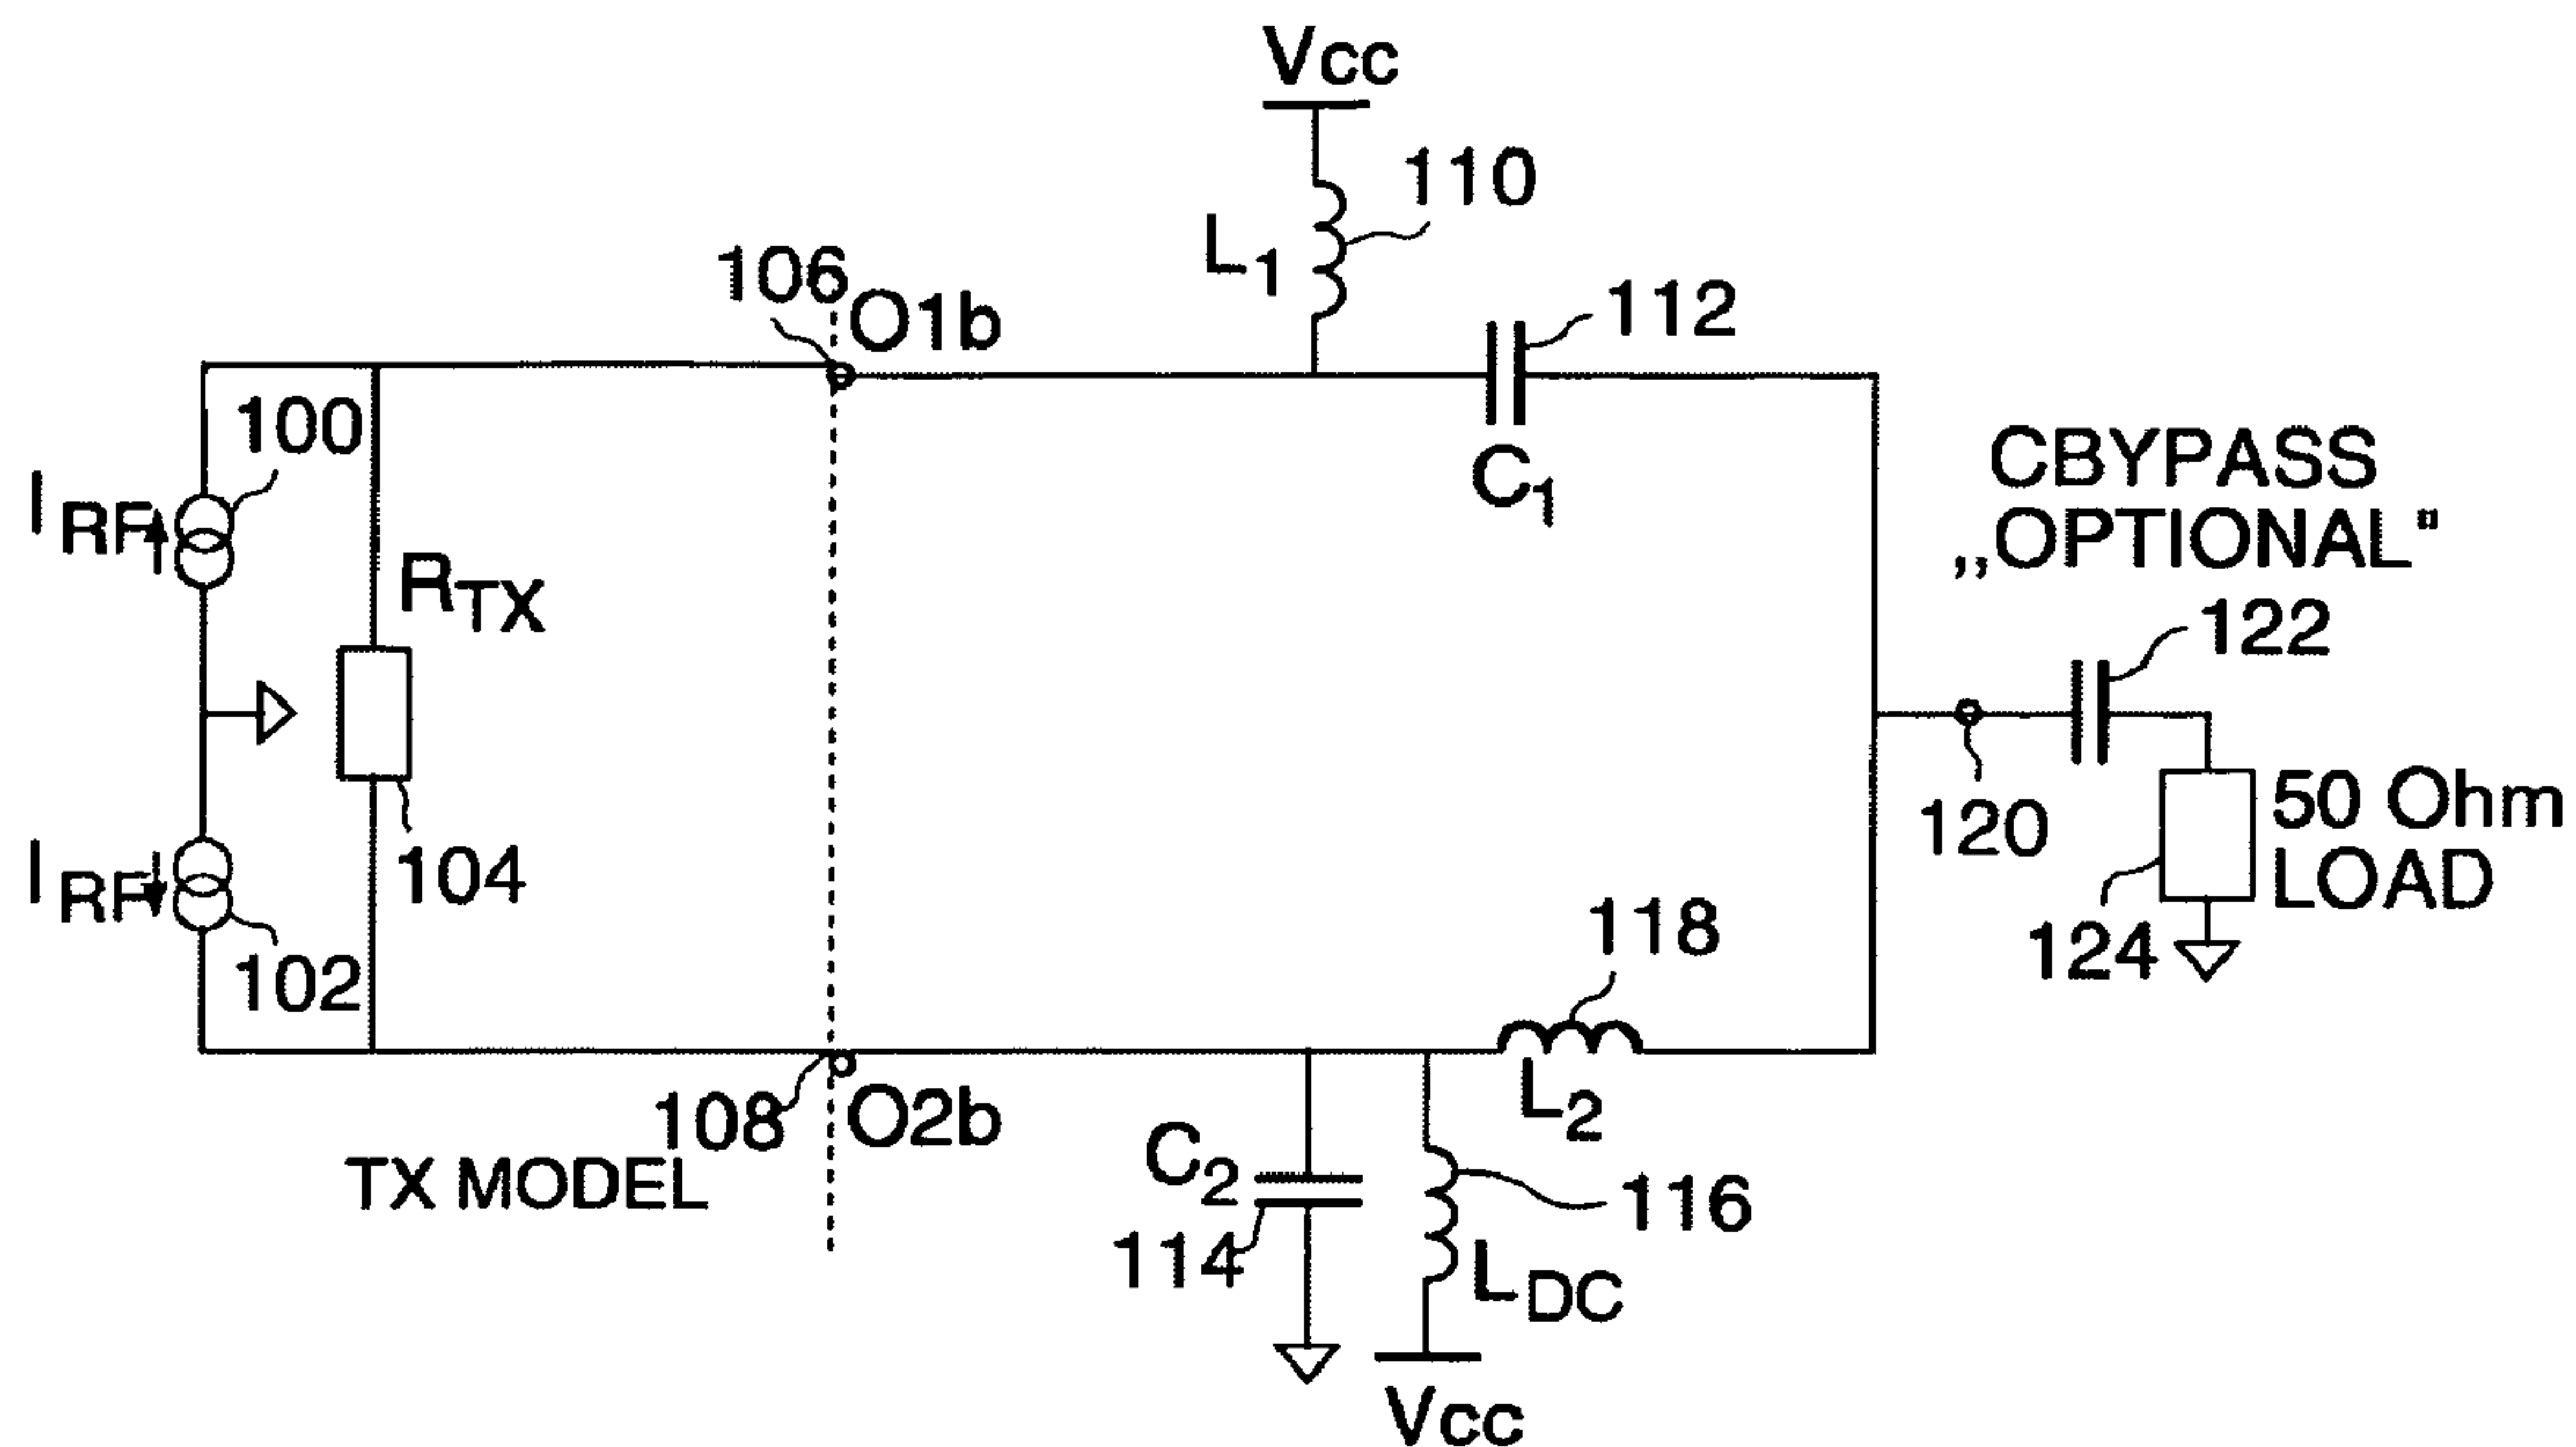 Vcc
110
L1
106
O1b
112
100
C1
CBYPASS
„OPTIONAL"
IRF
RTX
122
120
50 Ohm
LOAD
104
IRF
118
124
102
L2
108
O2b
C2
116
TX MODEL
114
LDC
Vcc